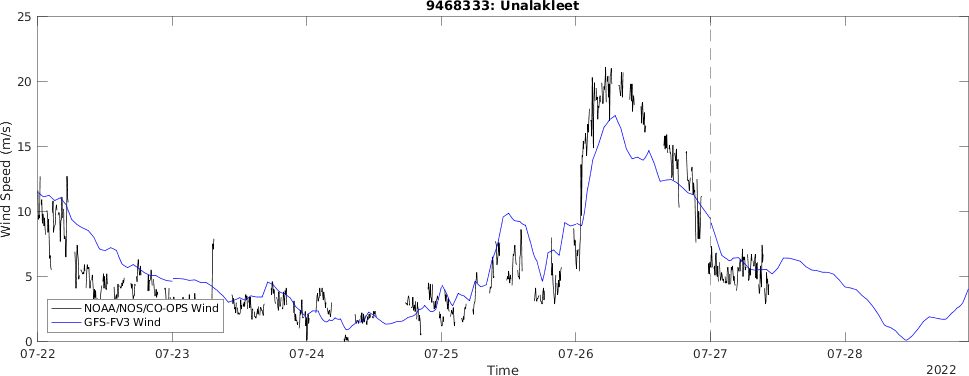 9468333: Unalakleet
Wind Speed (m/s)
25
20
15
10
5
0
NOAA/NOS/CO-OPS Wind
GFS-FV3 Wind
07-22 07-23 07-24 07-25 07-26 07-27 07-28
Time
2022